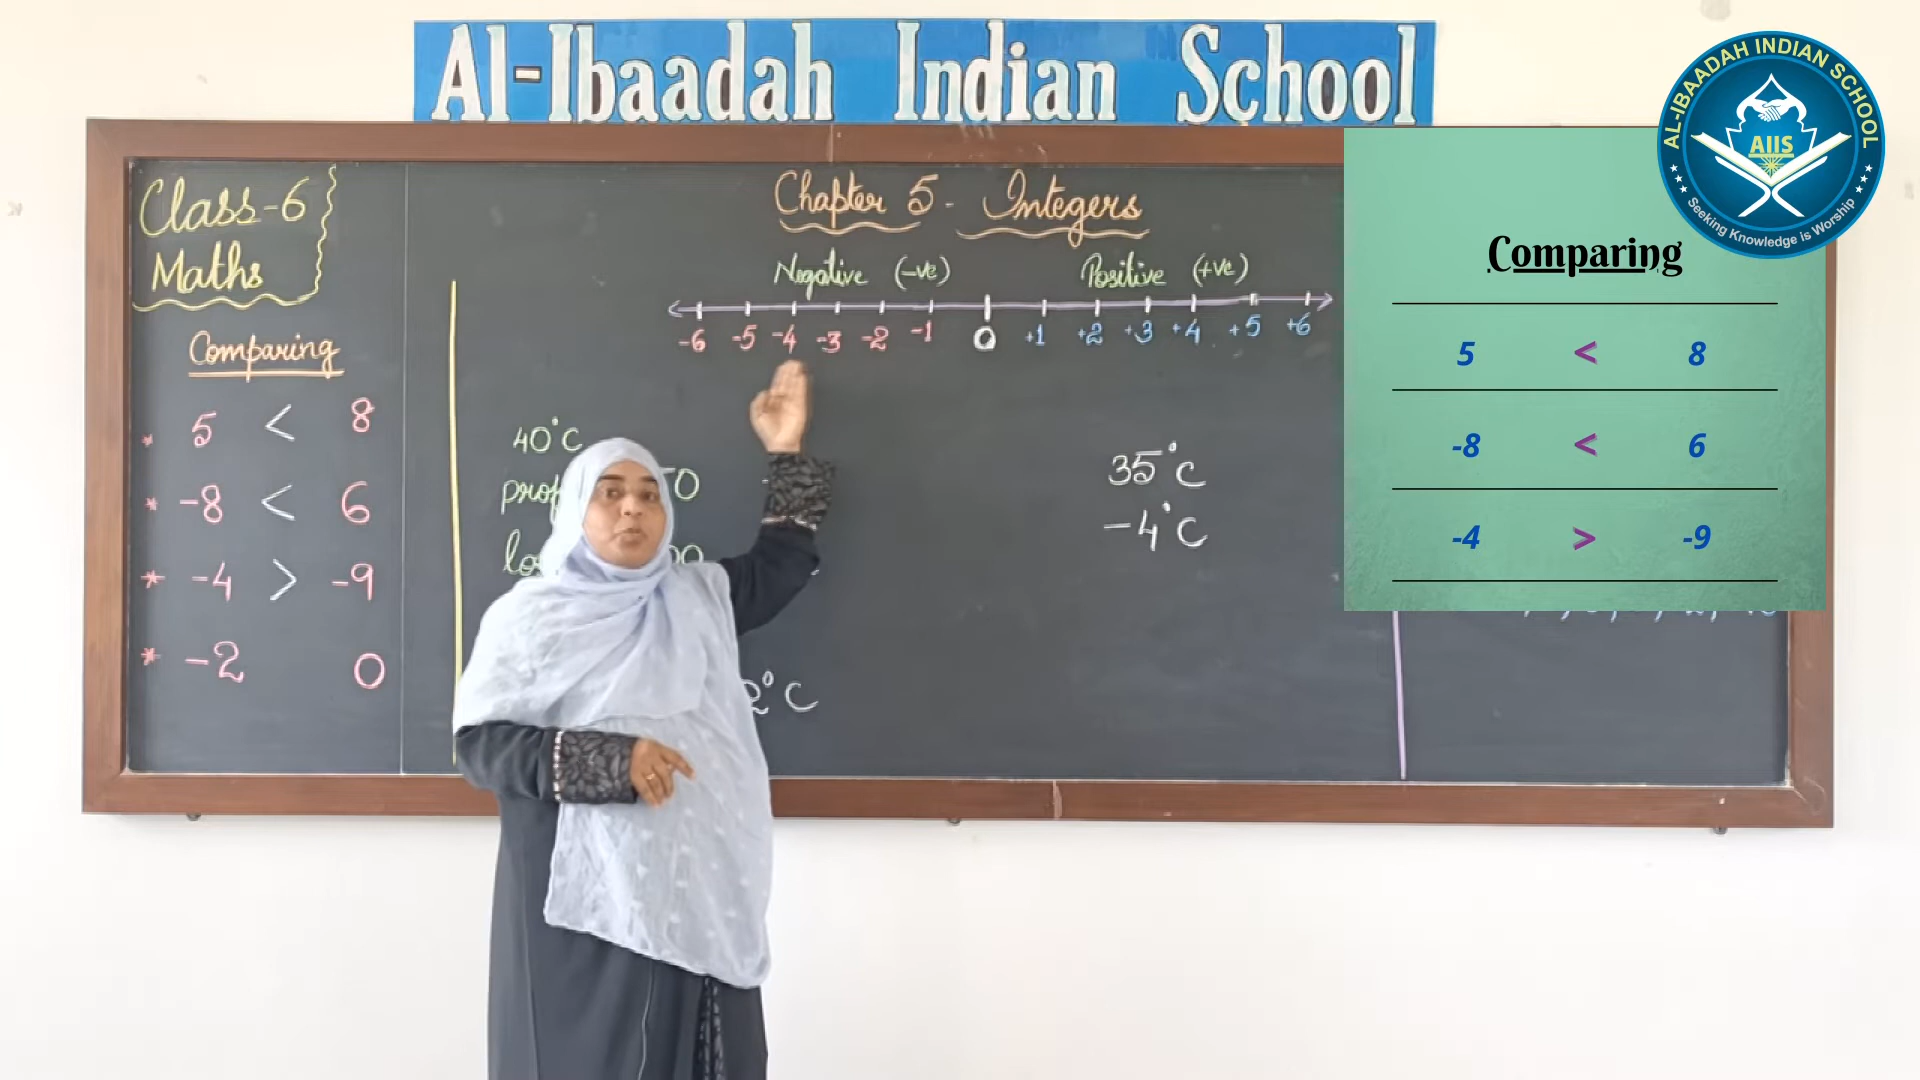 Al-Ibaadah Indian School
AL-IBAADAH INDIAN SCHOOL
AIIS
Seeking Knowledge is Worship
Class-6
Maths
Comparing
* 5 < 8
* -8 < 6
* -4 > -9
* -2 0
Chapter 5 - Integers
Negative (-ve) Positive (+ve)
-6 -5 -4 -3 -2 -1 0 +1 +2 +3 +4 +5 +6
40°C
35°C
-4°C
2°C
Comparing
5 < 8
-8 < 6
-4 > -9